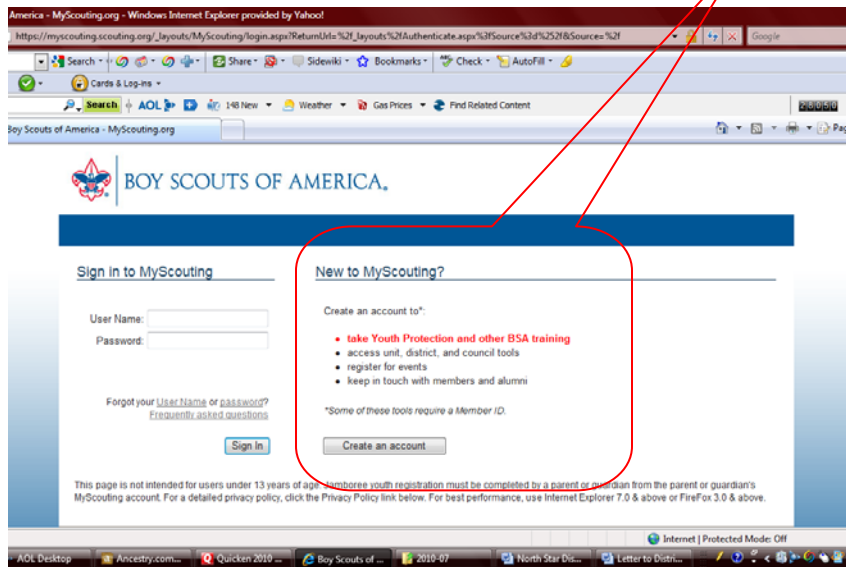 America - MyScouting.org - Windows Internet Explorer provided by Yahoo!
https://myscouting.scouting.org/_layouts/MyScouting/login.aspx?ReturnUrl=%2f_layouts%2fAuthenticate.aspx%3fSource%3d%252f&Source=%2f
Google
Search
Share
Sidewiki
Bookmarks
Check
AutoFill
Cards & Log-ins
Search
AOL
148 New
Weather
Gas Prices
Find Related Content
Boy Scouts of America - MyScouting.org
Pag
BOY SCOUTS OF AMERICA®
Sign in to MyScouting
New to MyScouting?
User Name:
Password:
Create an account to*:
• take Youth Protection and other BSA training
• access unit, district, and council tools
• register for events
• keep in touch with members and alumni
Forgot your User Name or password?
Frequently asked questions
*Some of these tools require a Member ID.
Sign In
Create an account
This page is not intended for users under 13 years of age. Jamboree youth registration must be completed by a parent or guardian from the parent or guardian's
MyScouting account. For a detailed privacy policy, click the Privacy Policy link below. For best performance, use Internet Explorer 7.0 & above or FireFox 3.0 & above.
Internet | Protected Mode: Off
AOL Desktop
Ancestry.com...
Quicken 2010 ...
Boy Scouts of ...
2010-07
North Star Dis...
Letter to Distri...